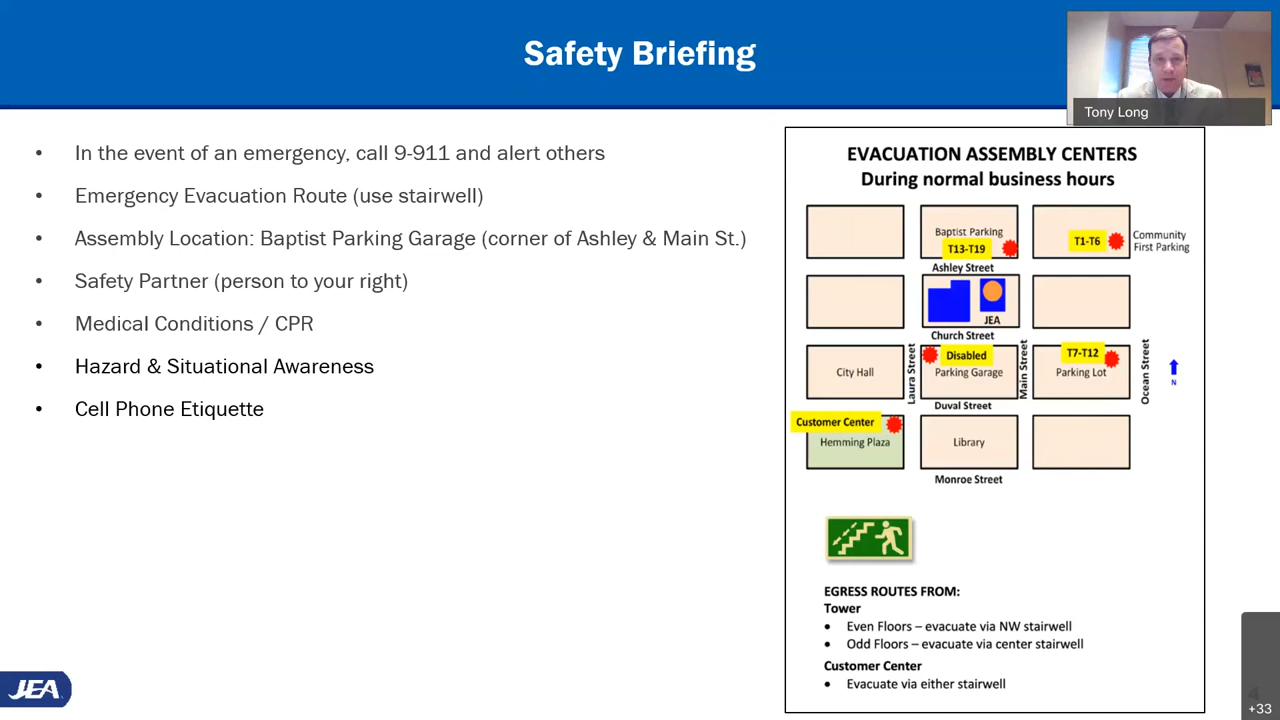 Safety Briefing
Tony Long
• In the event of an emergency, call 9-911 and alert others
• Emergency Evacuation Route (use stairwell)
• Assembly Location: Baptist Parking Garage (corner of Ashley & Main St.)
• Safety Partner (person to your right)
• Medical Conditions / CPR
• Hazard & Situational Awareness
• Cell Phone Etiquette
EVACUATION ASSEMBLY CENTERS
During normal business hours
Baptist Parking
T13-T19
T1-T6
Community
First Parking
Ashley Street
JEA
Church Street
Laura Street
Main Street
Ocean Street
City Hall
Disabled
Parking Garage
T7-T12
Parking Lot
N
Duval Street
Customer Center
Hemming Plaza
Library
Monroe Street
EGRESS ROUTES FROM:
Tower
• Even Floors – evacuate via NW stairwell
• Odd Floors – evacuate via center stairwell
Customer Center
• Evacuate via either stairwell
JEA
4
+33